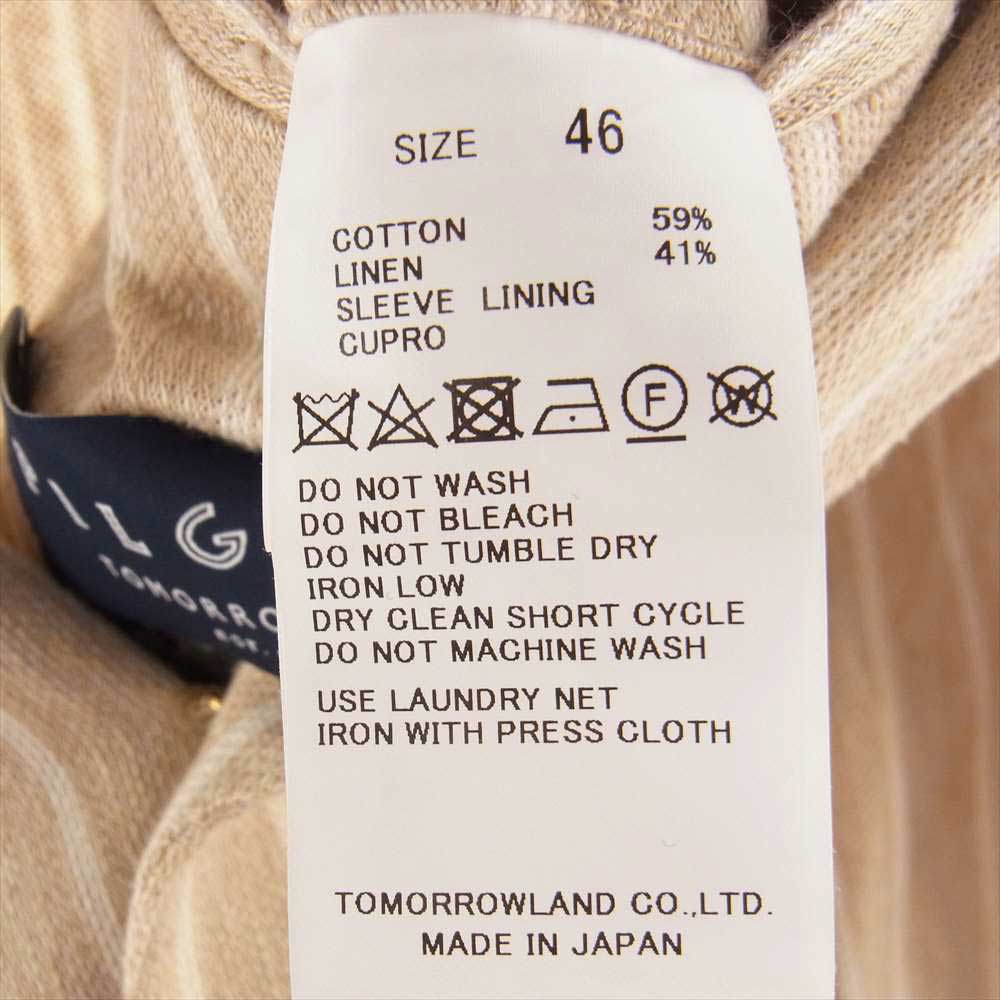 SIZE 46
COTTON 59%
LINEN 41%
SLEEVE LINING
CUPRO
F
W
DO NOT WASH
DO NOT BLEACH
DO NOT TUMBLE DRY
IRON LOW
DRY CLEAN SHORT CYCLE
DO NOT MACHINE WASH
USE LAUNDRY NET
IRON WITH PRESS CLOTH
TOMORROWLAND CO.,LTD.
MADE IN JAPAN
PILG
TOMORRO